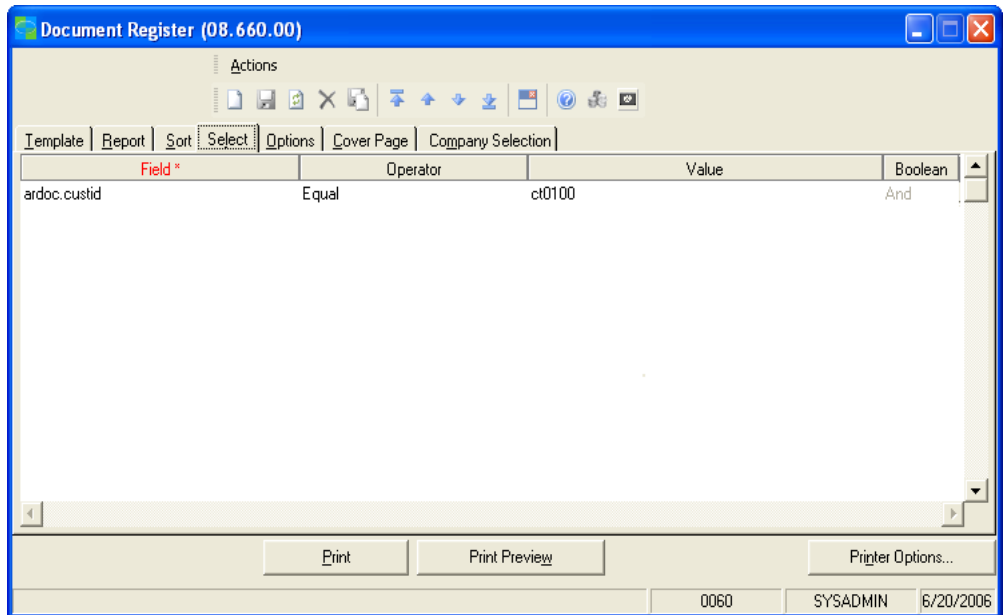 Document Register (08.660.00)
Actions
Template Report Sort Select Options Cover Page Company Selection
Field * Operator Value Boolean
ardoc.custid Equal ct0100 And
Print Print Preview Printer Options...
0060 SYSADMIN 6/20/2006